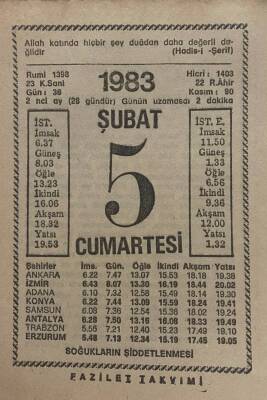 Allah katında hiçbir şey duâdan daha değerli değildir (Hadis-i -Şerif)
Rumi 1398
23 K.Sani
Gün : 36
1983
Hicri : 1403
22 R.Âhir
Kasım : 90
2 nci ay (28 gündür) Günün uzaması 2 dakika
ŞUBAT
5
CUMARTESİ
İST.
İmsak
6.37
Güneş
8.03
Öğle
13.23
İkindi
16.06
Akşam
18.32
Yatsı
19.53
İST. E.
İmsak
11.50
Güneş
1.33
Öğle
6.56
İkindi
9.36
Akşam
12.00
Yatsı
1.32
Şehirler İms. Gün. Öğle İkindi Akşam Yatsı
ANKARA 6.22 7.47 13.07 15.53 18.18 19.38
İZMİR 6.43 8.07 13.30 16.19 18.44 20.02
ADANA 6.10 7.32 12.58 15.49 18.14 19.30
KONYA 6.22 7.44 13.09 15.59 18.24 19.41
SAMSUN 6.08 7.36 12.54 15.36 18.02 19.24
ANTALYA 6.28 7.50 13.16 16.08 18.33 19.49
TRABZON 5.55 7.21 12.40 15.23 17.49 19.10
ERZURUM 5.48 7.13 12.34 15.19 17.45 19.05
SOĞUKLARIN ŞİDDETLENMESİ
FAZİLET TAKVİMİ